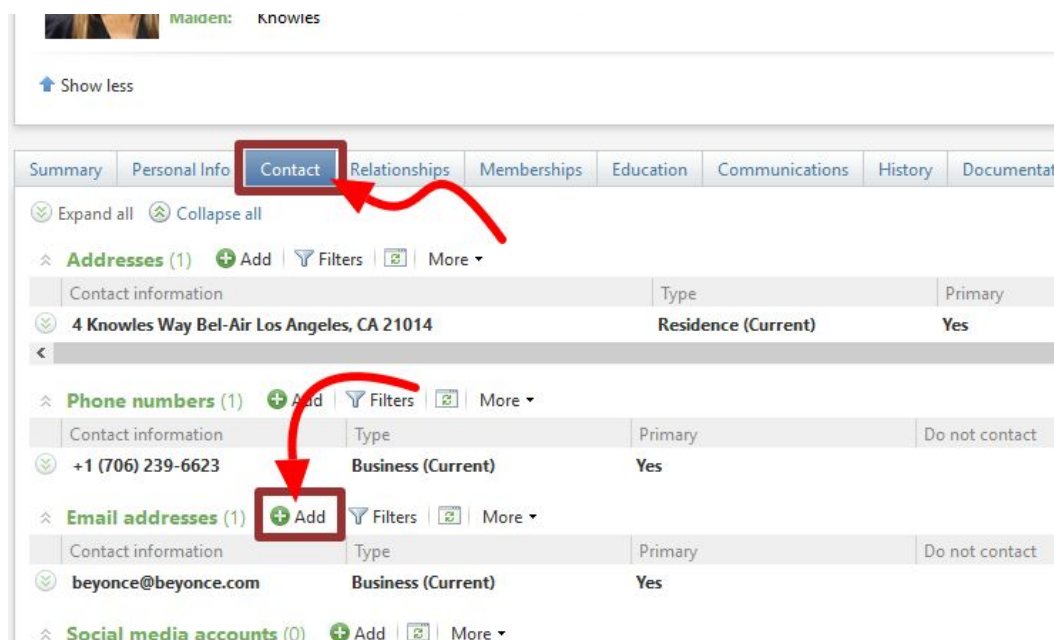 Maiden: Knowles
Show less
Summary Personal Info Contact Relationships Memberships Education Communications History Documentat
Expand all Collapse all
Addresses (1) Add Filters More
Contact information Type Primary
4 Knowles Way Bel-Air Los Angeles, CA 21014 Residence (Current) Yes
Phone numbers (1) Add Filters More
Contact information Type Primary Do not contact
+1 (706) 239-6623 Business (Current) Yes
Email addresses (1) Add Filters More
Contact information Type Primary Do not contact
beyonce@beyonce.com Business (Current) Yes
Social media accounts (0) Add More